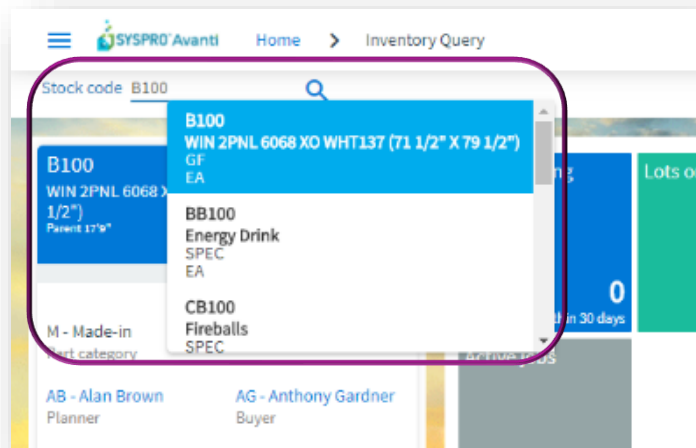 SYSPRO Avanti Home > Inventory Query
Stock code B100
B100
WIN 2PNL 6068 XO WHT137 (71 1/2" X 79 1/2")
GF
EA
BB100
Energy Drink
SPEC
EA
CB100
Fireballs
SPEC
B100
WIN 2PNL 6068 X
1/2")
Parent 17'9"
M - Made-in
Part category
AB - Alan Brown
Planner
AG - Anthony Gardner
Buyer
0
in 30 days
Lots o
Active jobs